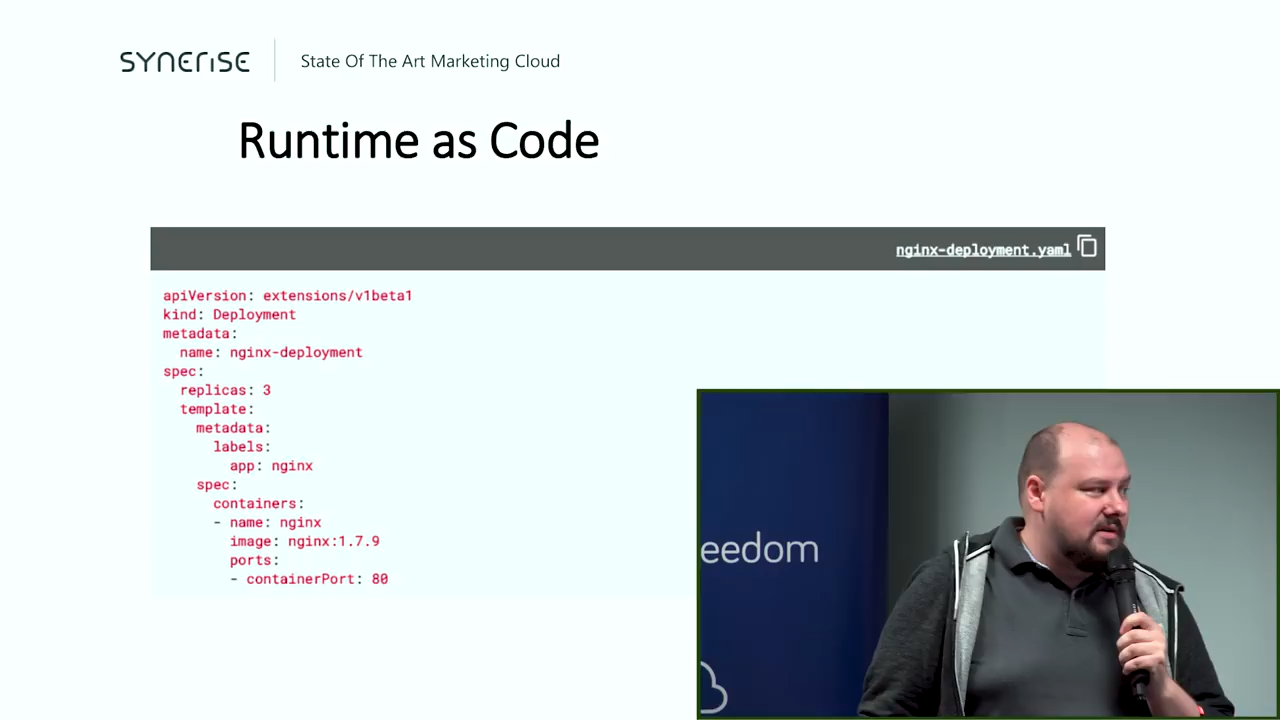 SYNERISE
State Of The Art Marketing Cloud
Runtime as Code
nginx-deployment.yaml
apiVersion: extensions/v1beta1
kind: Deployment
metadata:
  name: nginx-deployment
spec:
  replicas: 3
  template:
    metadata:
      labels:
        app: nginx
    spec:
      containers:
      - name: nginx
        image: nginx:1.7.9
        ports:
        - containerPort: 80
eedom